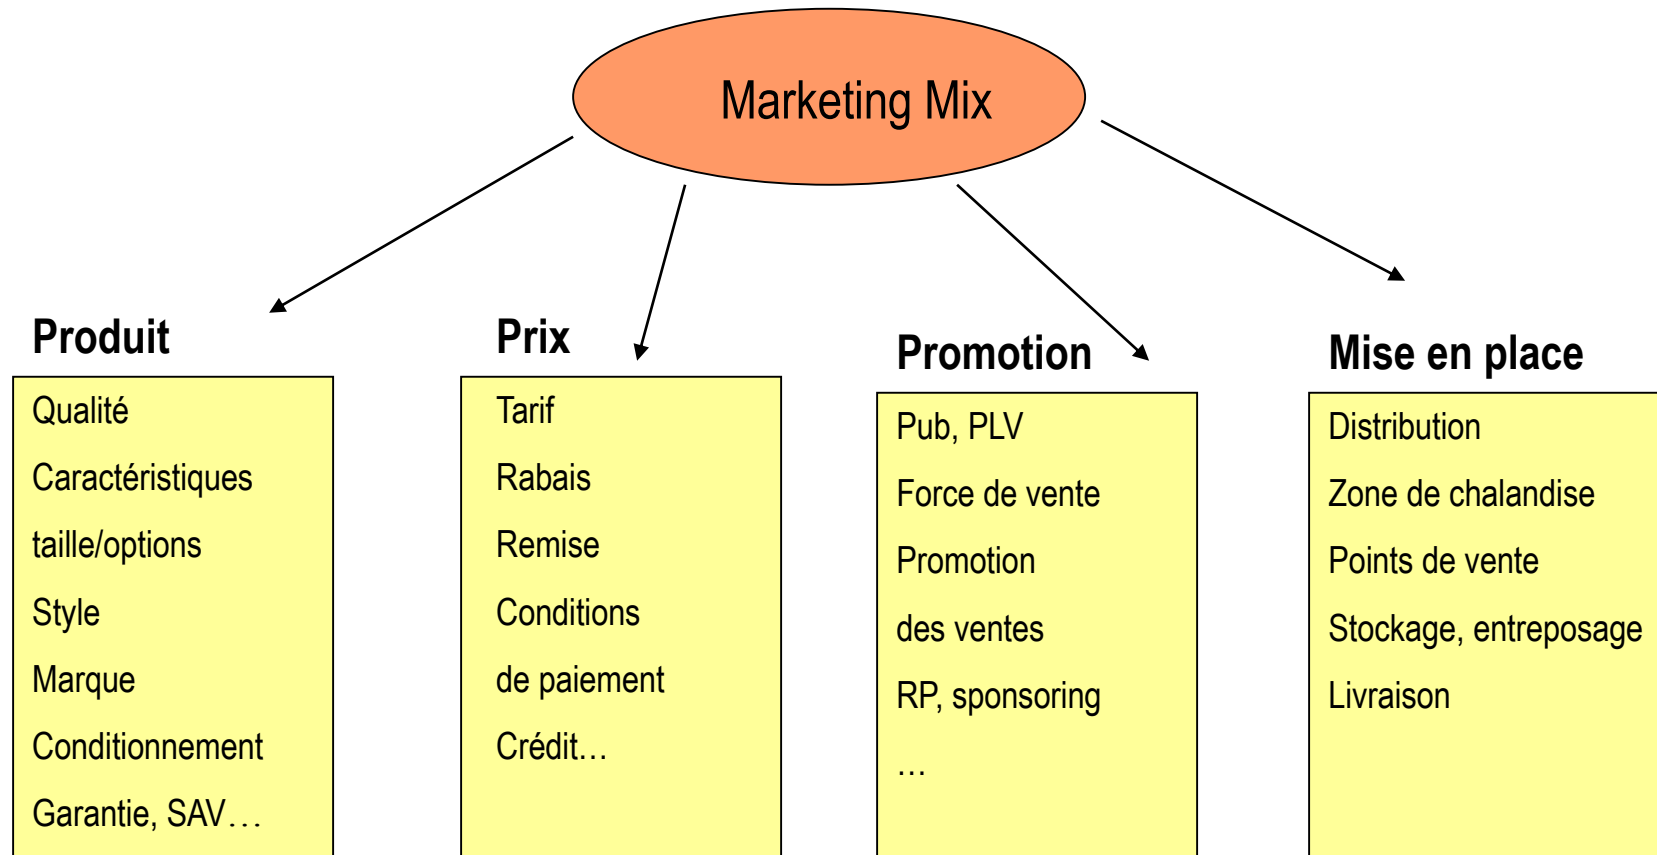 Marketing Mix
Produit
Qualité
Caractéristiques
taille/options
Style
Marque
Conditionnement
Garantie, SAV…
Prix
Tarif
Rabais
Remise
Conditions
de paiement
Crédit…
Promotion
Pub, PLV
Force de vente
Promotion
des ventes
RP, sponsoring
…
Mise en place
Distribution
Zone de chalandise
Points de vente
Stockage, entreposage
Livraison